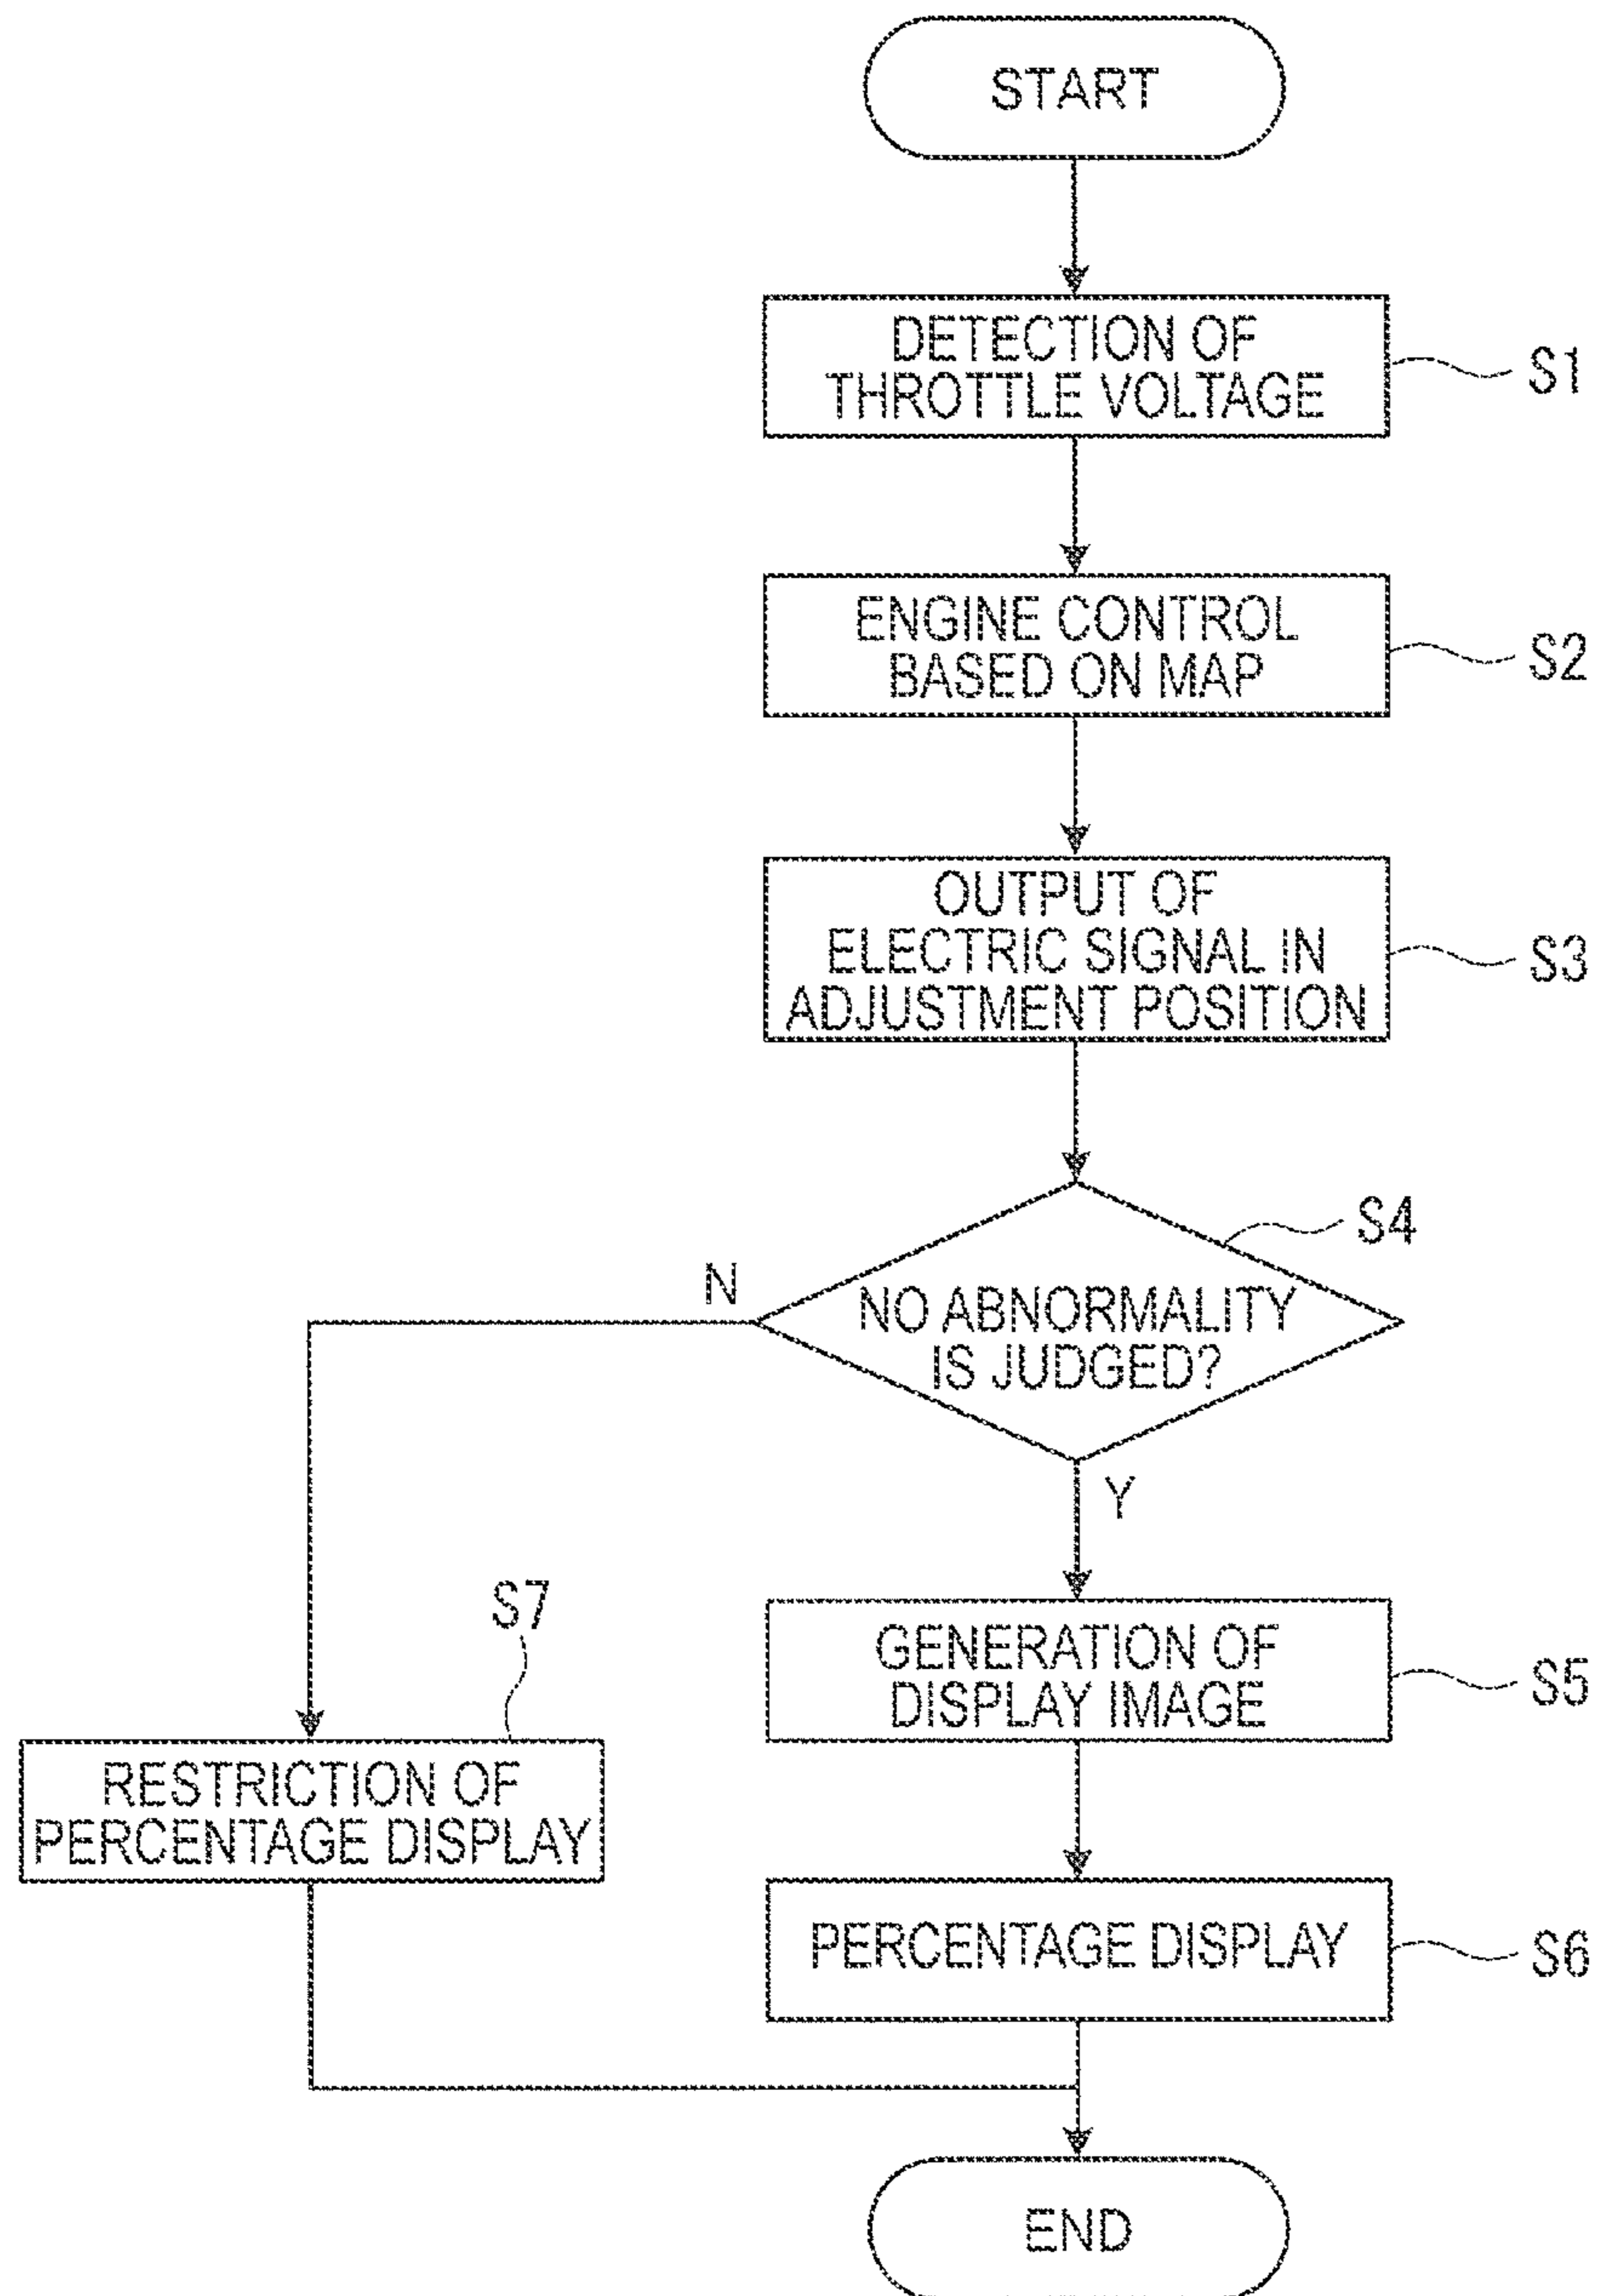 START
DETECTION OF
THROTTLE VOLTAGE
S1
ENGINE CONTROL
BASED ON MAP
S2
OUTPUT OF
ELECTRIC SIGNAL IN
ADJUSTMENT POSITION
S3
S4
N
NO ABNORMALITY
IS JUDGED?
Y
S7
GENERATION OF
DISPLAY IMAGE
S5
RESTRICTION OF
PERCENTAGE DISPLAY
PERCENTAGE DISPLAY
S6
END